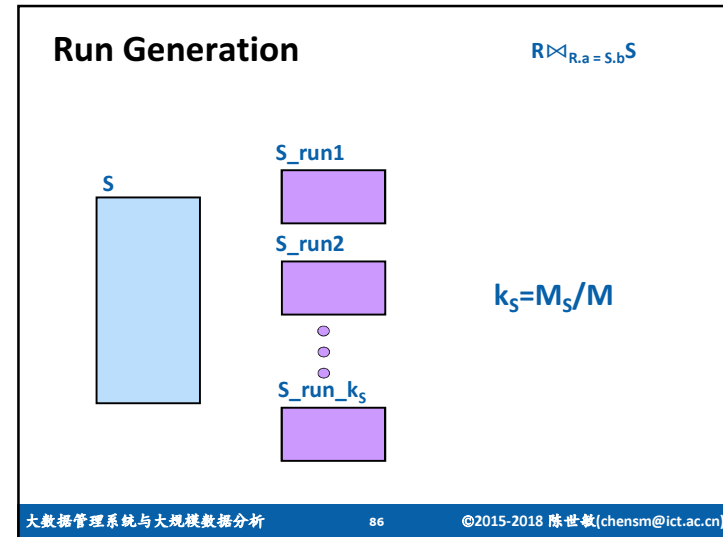 Run Generation
R⋈R.a = S.bS
S_run1
S
S_run2
kS=MS/M
S_run_kS
大数据管理系统与大规模数据分析
86
©2015-2018 陈世敏(chensm@ict.ac.cn)